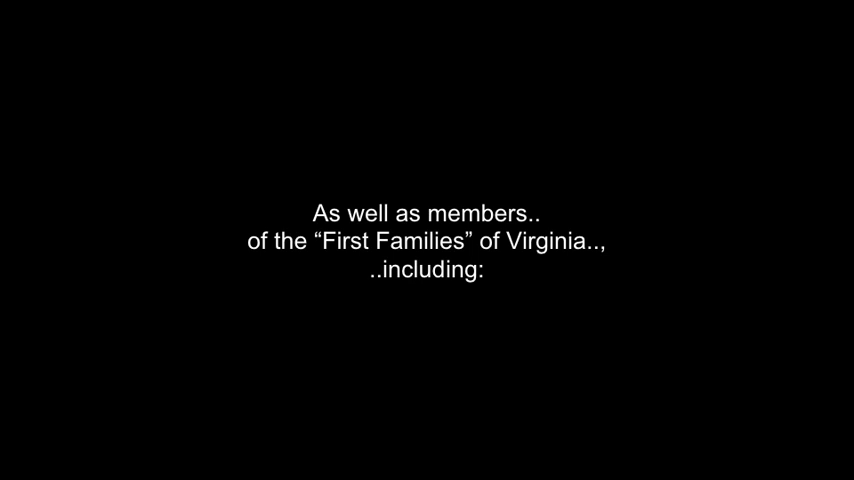 As well as members..
of the “First Families” of Virginia..,
..including: